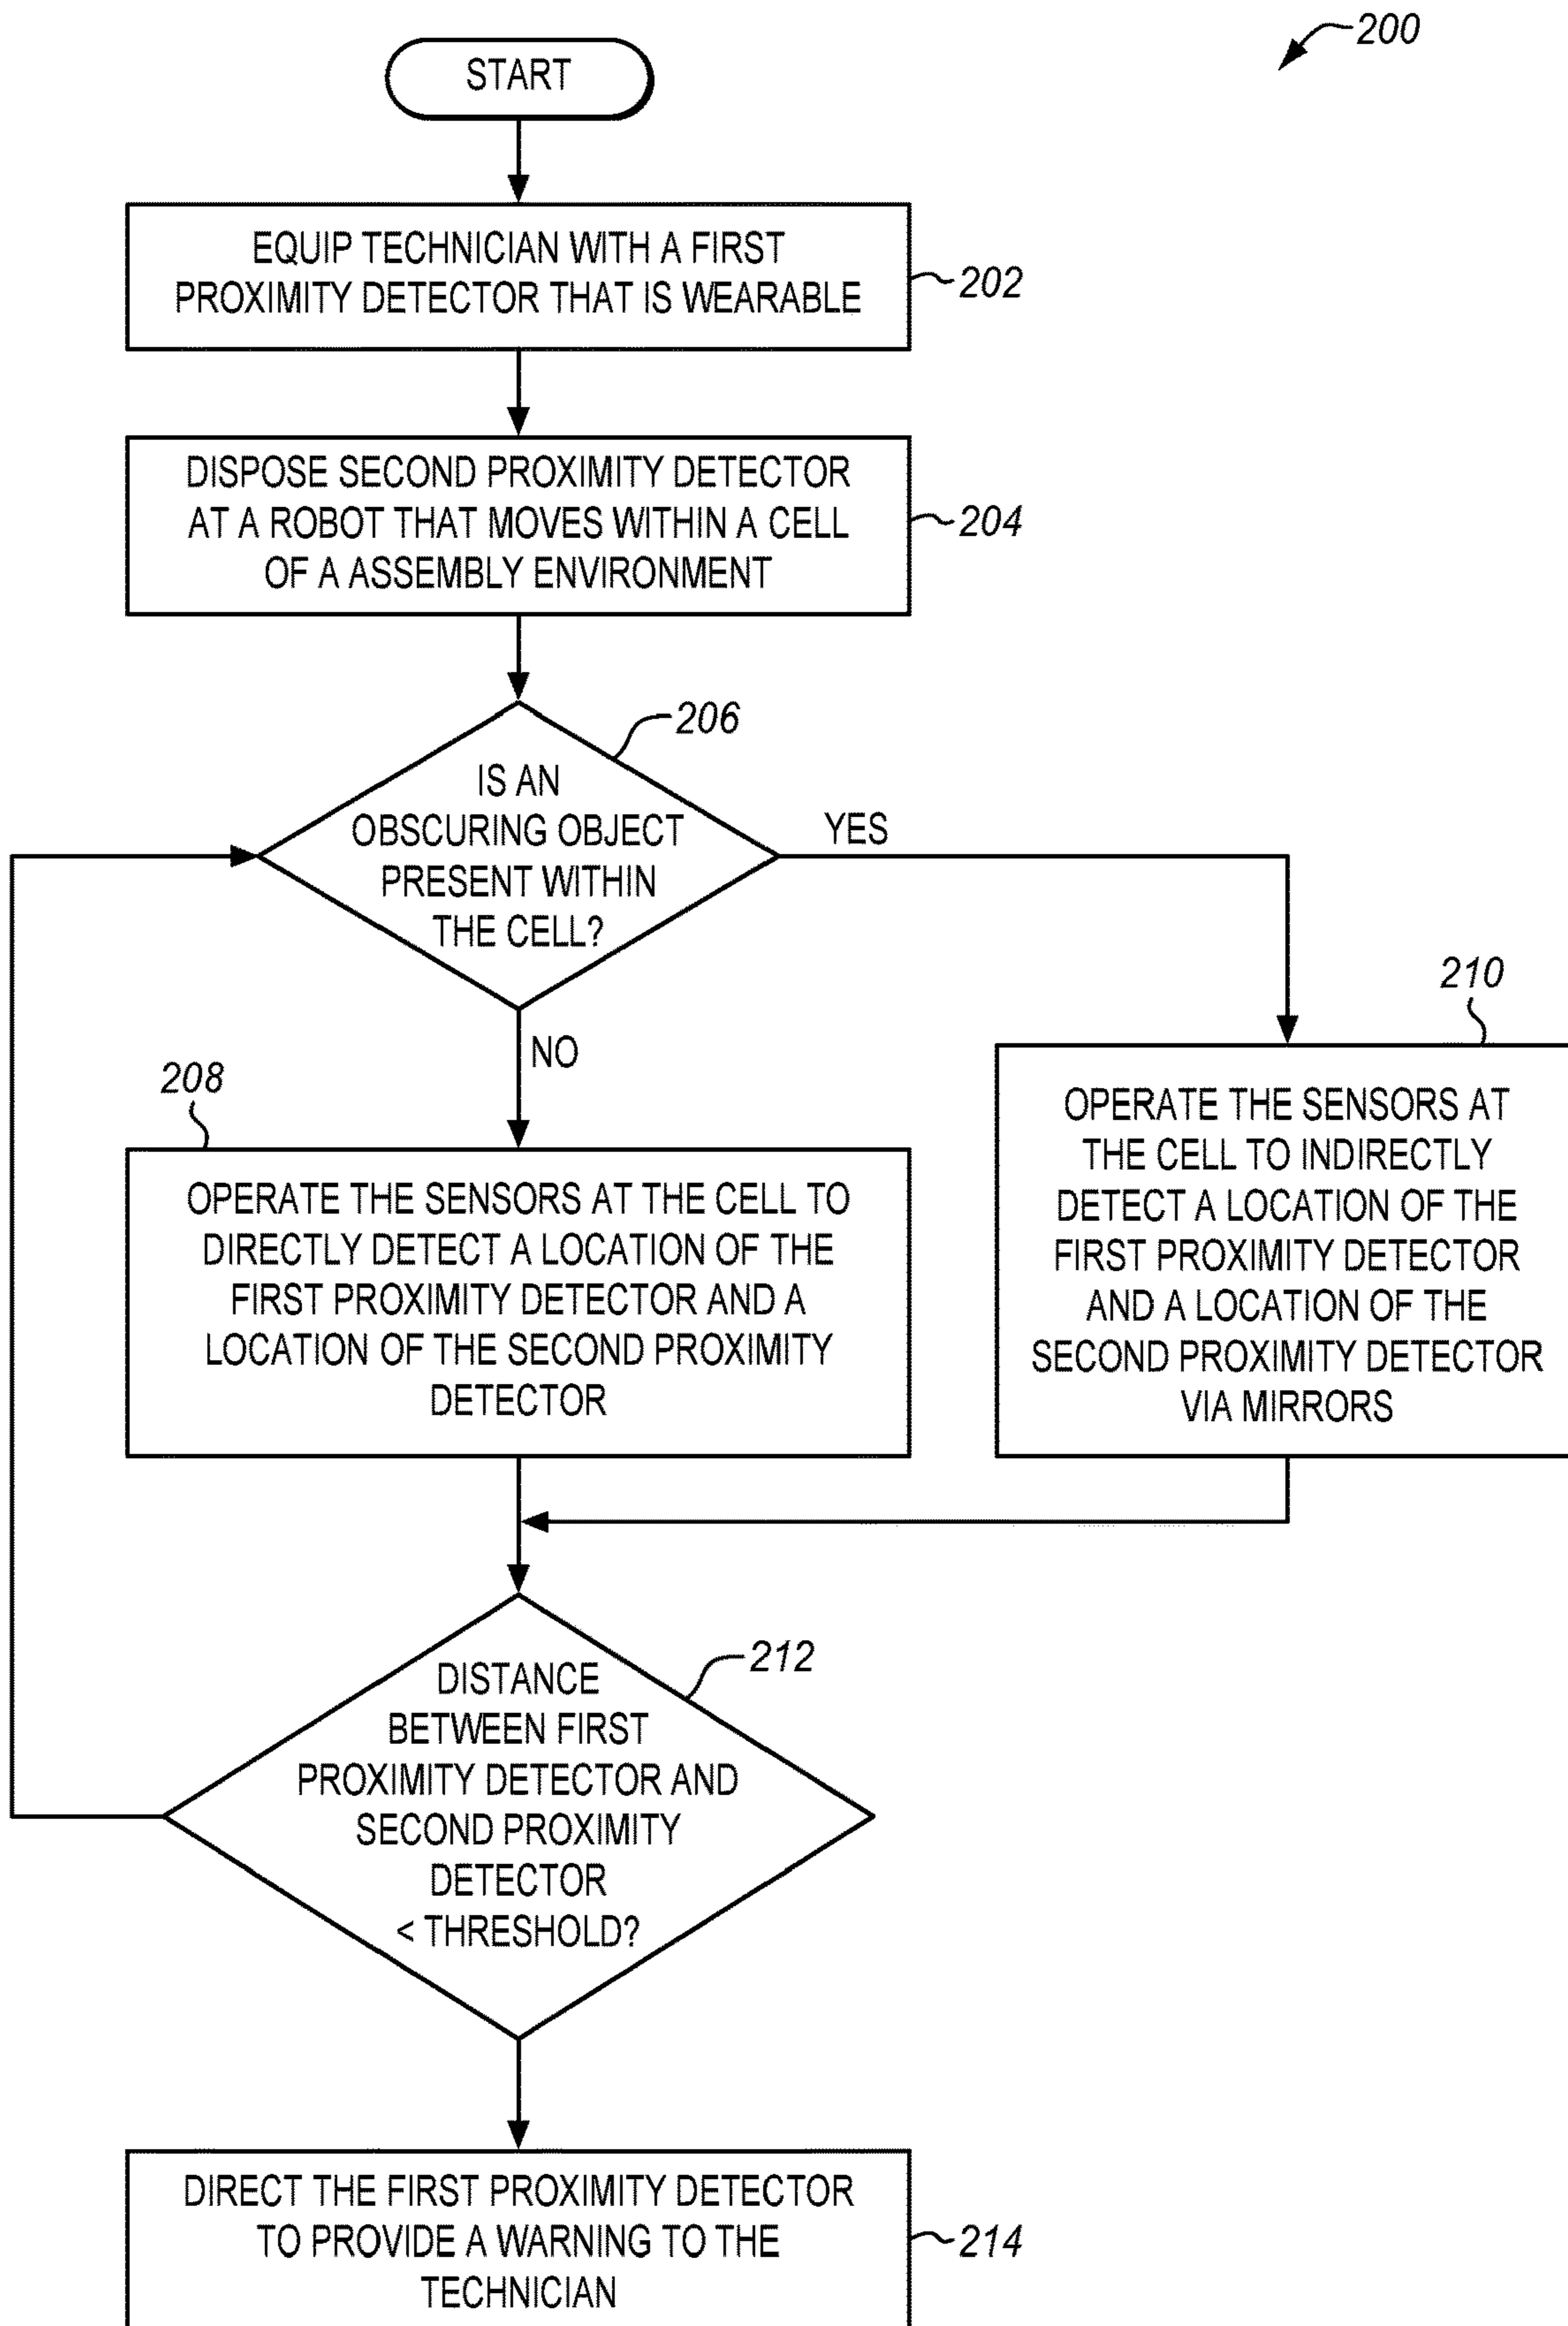 200
START
EQUIP TECHNICIAN WITH A FIRST
PROXIMITY DETECTOR THAT IS WEARABLE
202
DISPOSE SECOND PROXIMITY DETECTOR
AT A ROBOT THAT MOVES WITHIN A CELL
OF A ASSEMBLY ENVIRONMENT
204
206
IS AN
OBSCURING OBJECT
PRESENT WITHIN
THE CELL?
YES
NO
208
OPERATE THE SENSORS AT THE CELL TO
DIRECTLY DETECT A LOCATION OF THE
FIRST PROXIMITY DETECTOR AND A
LOCATION OF THE SECOND PROXIMITY
DETECTOR
210
OPERATE THE SENSORS AT
THE CELL TO INDIRECTLY
DETECT A LOCATION OF THE
FIRST PROXIMITY DETECTOR
AND A LOCATION OF THE
SECOND PROXIMITY DETECTOR
VIA MIRRORS
212
DISTANCE
BETWEEN FIRST
PROXIMITY DETECTOR AND
SECOND PROXIMITY
DETECTOR
< THRESHOLD?
DIRECT THE FIRST PROXIMITY DETECTOR
TO PROVIDE A WARNING TO THE
TECHNICIAN
214